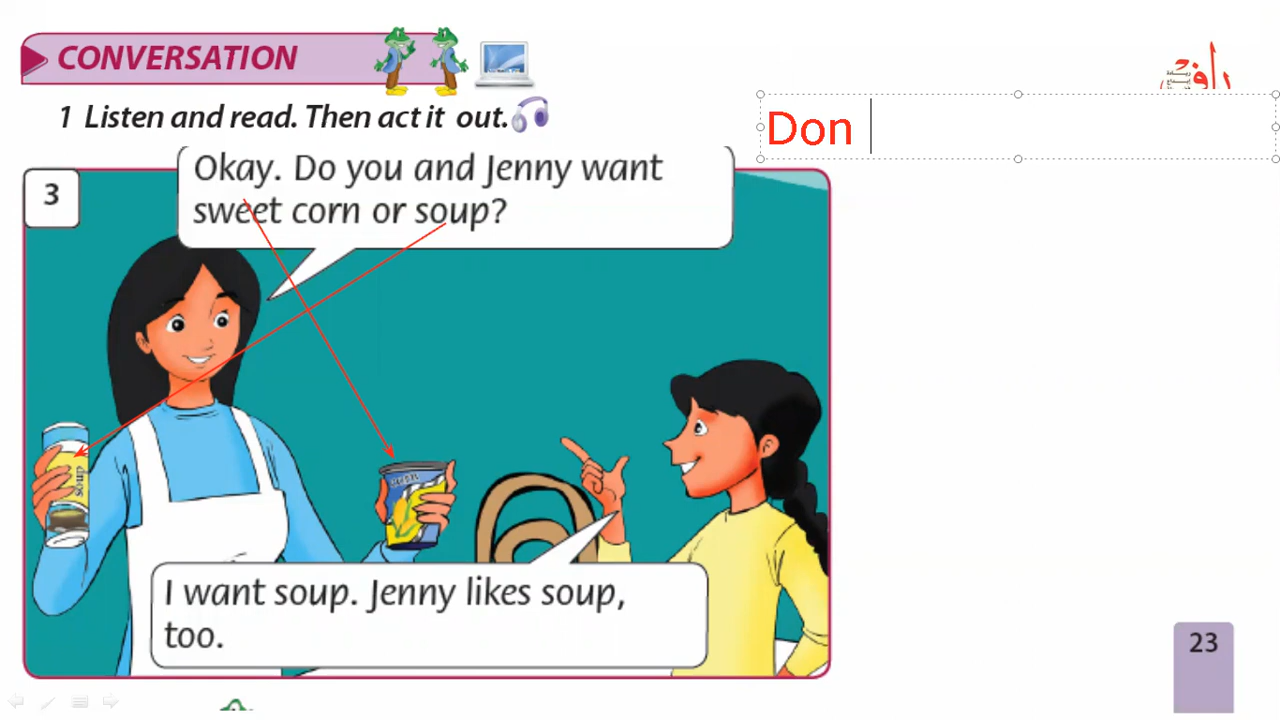 CONVERSATION
1 Listen and read. Then act it out.
رافد
Don
3
Okay. Do you and Jenny want
sweet corn or soup?
soup
I want soup. Jenny likes soup,
too.
23